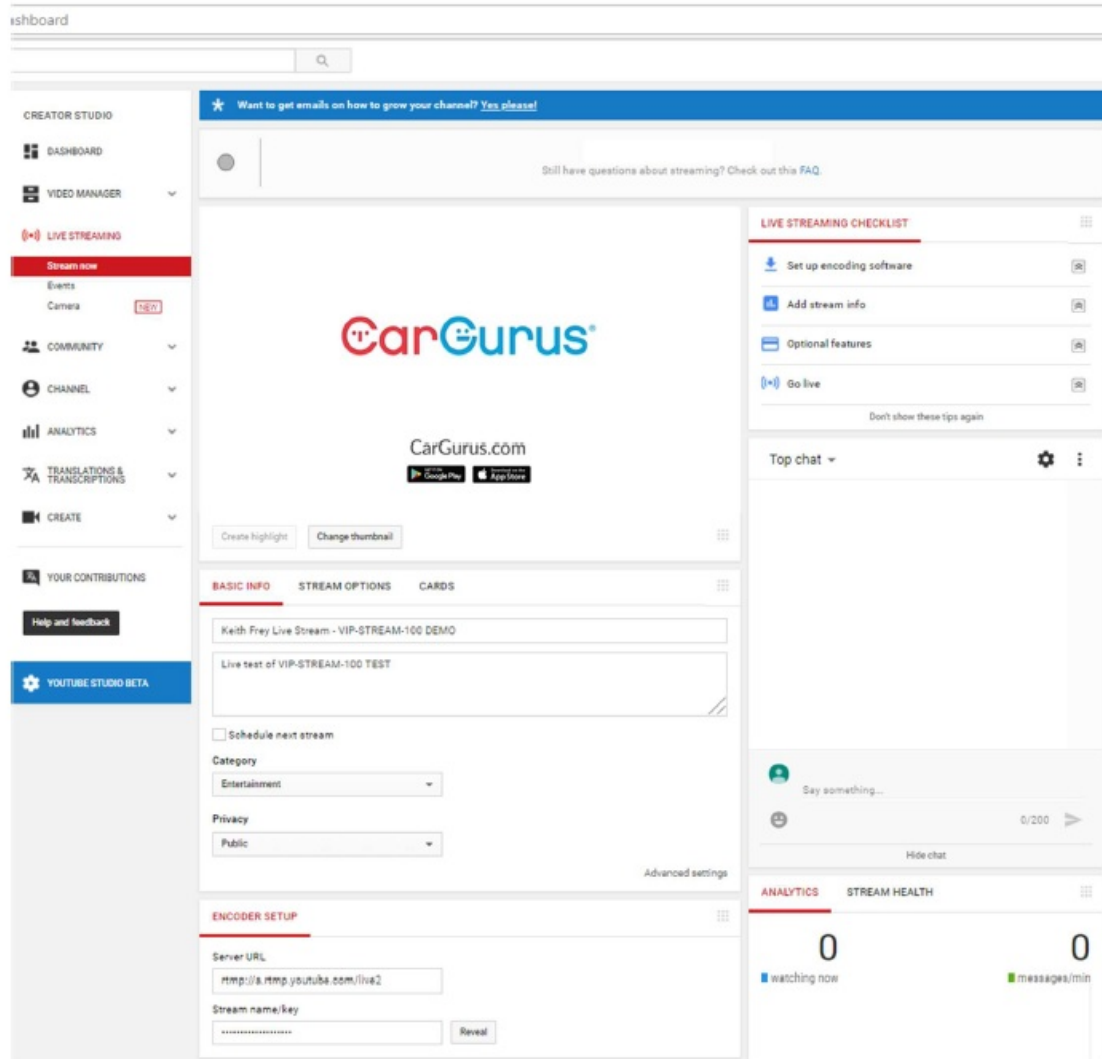 ashboard
CREATOR STUDIO
DASHBOARD
VIDEO MANAGER
LIVE STREAMING
Stream now
Events
Camera NEW
COMMUNITY
CHANNEL
ANALYTICS
TRANSLATIONS &
TRANSCRIPTIONS
CREATE
YOUR CONTRIBUTIONS
Help and feedback
YOUTUBE STUDIO BETA
Want to get emails on how to grow your channel? Yes please!
Still have questions about streaming? Check out this FAQ.
CarGurus®
CarGurus.com
GET IT ON
Google Play
Download on the
App Store
Create highlight
Change thumbnail
BASIC INFO STREAM OPTIONS CARDS
Keith Frey Live Stream - VIP-STREAM-100 DEMO
Live test of VIP-STREAM-100 TEST
Schedule next stream
Category
Entertainment
Privacy
Public
Advanced settings
ENCODER SETUP
Server URL
rtmp://a.rtmp.youtube.com/live2
Stream name/key
••••••••••••••••••••
Reveal
LIVE STREAMING CHECKLIST
Set up encoding software
Add stream info
Optional features
Go live
Don't show these tips again
Top chat
Say something...
0/200
Hide chat
ANALYTICS STREAM HEALTH
0 0
watching now messages/min